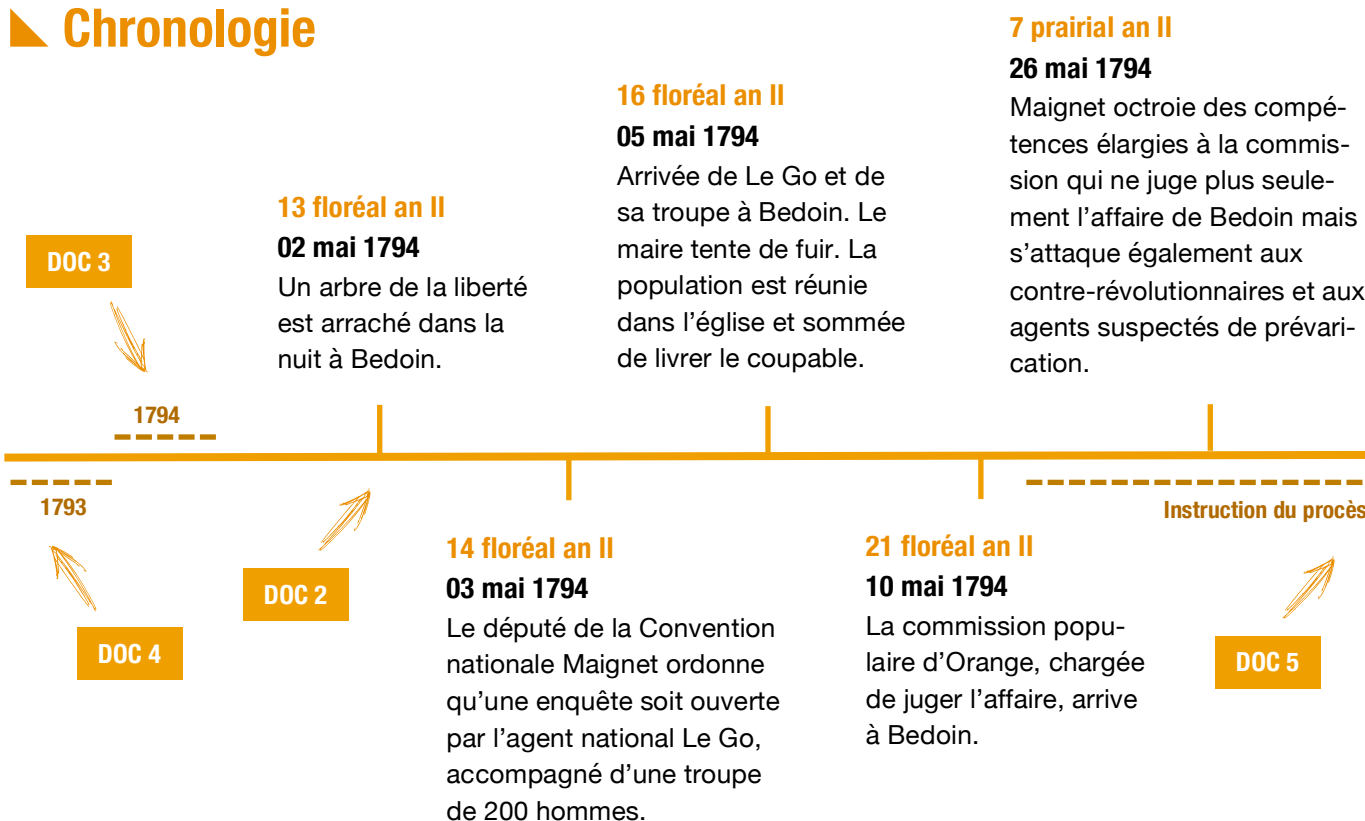 Chronologie
DOC 3
1794
1793
DOC 4
DOC 2
13 floréal an II
02 mai 1794
Un arbre de la liberté
est arraché dans la
nuit à Bedoin.
14 floréal an II
03 mai 1794
Le député de la Convention
nationale Maignet ordonne
qu’une enquête soit ouverte
par l’agent national Le Go,
accompagné d’une troupe
de 200 hommes.
16 floréal an II
05 mai 1794
Arrivée de Le Go et de
sa troupe à Bedoin. Le
maire tente de fuir. La
population est réunie
dans l’église et sommée
de livrer le coupable.
21 floréal an II
10 mai 1794
La commission popu-
laire d’Orange, chargée
de juger l’affaire, arrive
à Bedoin.
7 prairial an II
26 mai 1794
Maignet octroie des compé-
tences élargies à la commis-
sion qui ne juge plus seule-
ment l’affaire de Bedoin mais
s’attaque également aux
contre-révolutionnaires et aux
agents suspectés de prévari-
cation.
Instruction du procès
DOC 5